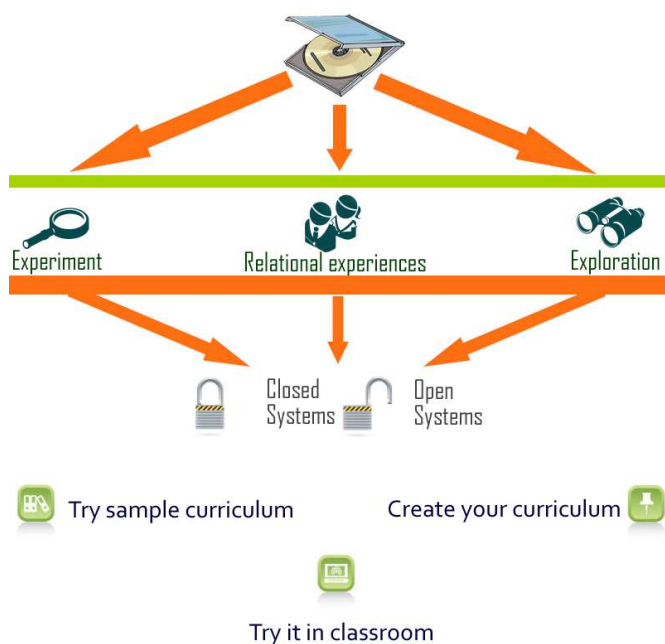 Experiment
Relational experiences
Exploration
Closed
Systems
Open
Systems
Try sample curriculum
Create your curriculum
Try it in classroom